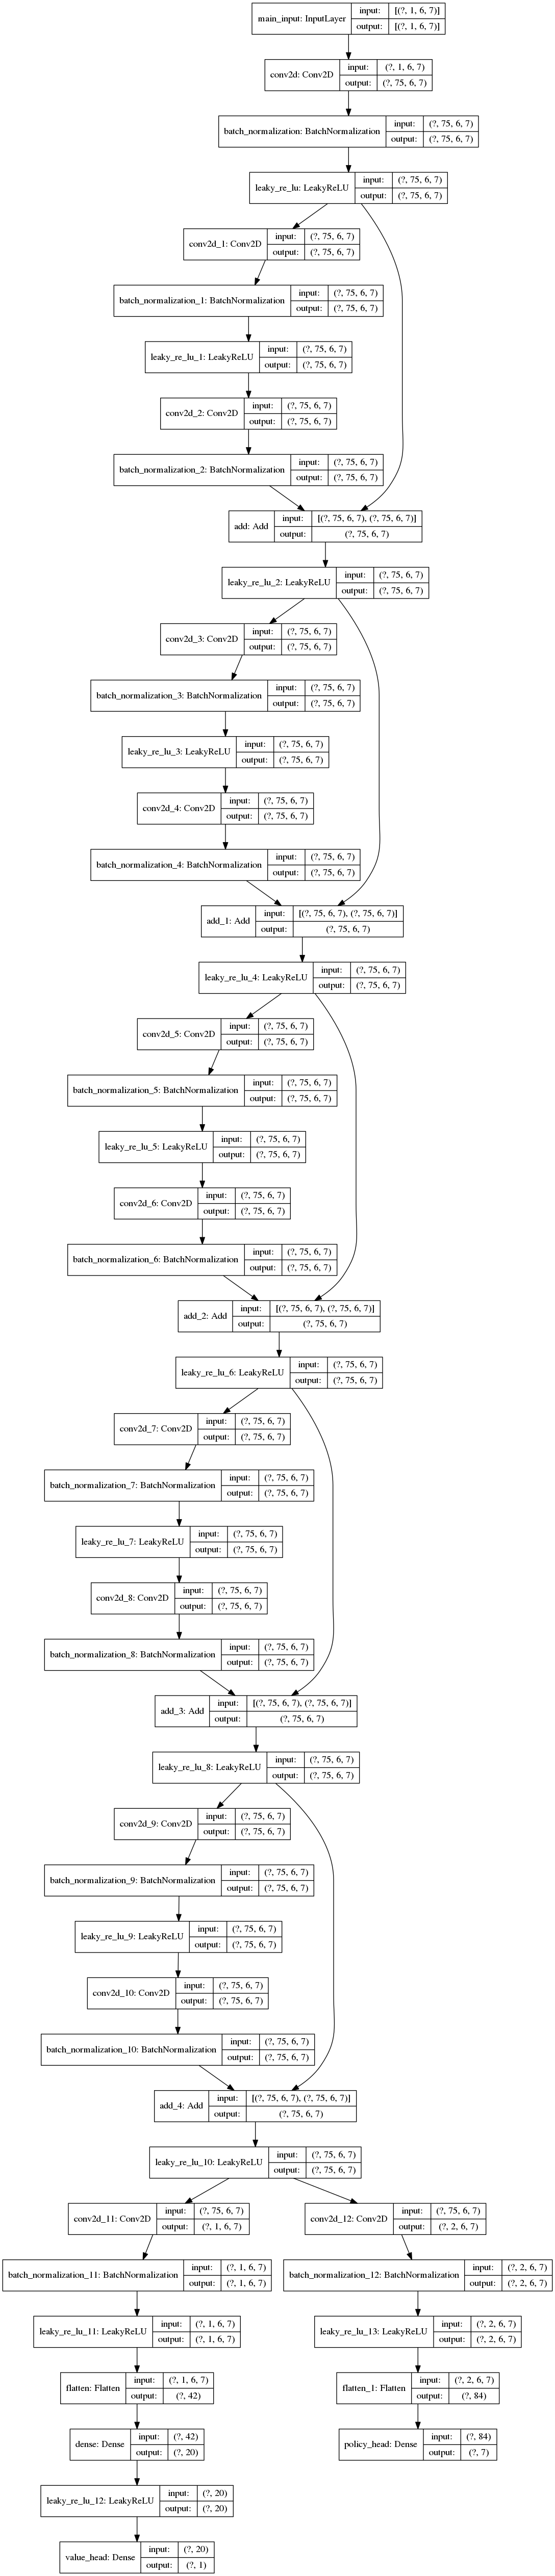 main_input: InputLayer
input: [(?, 1, 6, 7)]
output: [(?, 1, 6, 7)]
conv2d: Conv2D
input: (?, 1, 6, 7)
output: (?, 75, 6, 7)
batch_normalization: BatchNormalization
input: (?, 75, 6, 7)
output: (?, 75, 6, 7)
leaky_re_lu: LeakyReLU
input: (?, 75, 6, 7)
output: (?, 75, 6, 7)
conv2d_1: Conv2D
input: (?, 75, 6, 7)
output: (?, 75, 6, 7)
batch_normalization_1: BatchNormalization
input: (?, 75, 6, 7)
output: (?, 75, 6, 7)
leaky_re_lu_1: LeakyReLU
input: (?, 75, 6, 7)
output: (?, 75, 6, 7)
conv2d_2: Conv2D
input: (?, 75, 6, 7)
output: (?, 75, 6, 7)
batch_normalization_2: BatchNormalization
input: (?, 75, 6, 7)
output: (?, 75, 6, 7)
add: Add
input: [(?, 75, 6, 7), (?, 75, 6, 7)]
output: (?, 75, 6, 7)
leaky_re_lu_2: LeakyReLU
input: (?, 75, 6, 7)
output: (?, 75, 6, 7)
conv2d_3: Conv2D
input: (?, 75, 6, 7)
output: (?, 75, 6, 7)
batch_normalization_3: BatchNormalization
input: (?, 75, 6, 7)
output: (?, 75, 6, 7)
leaky_re_lu_3: LeakyReLU
input: (?, 75, 6, 7)
output: (?, 75, 6, 7)
conv2d_4: Conv2D
input: (?, 75, 6, 7)
output: (?, 75, 6, 7)
batch_normalization_4: BatchNormalization
input: (?, 75, 6, 7)
output: (?, 75, 6, 7)
add_1: Add
input: [(?, 75, 6, 7), (?, 75, 6, 7)]
output: (?, 75, 6, 7)
leaky_re_lu_4: LeakyReLU
input: (?, 75, 6, 7)
output: (?, 75, 6, 7)
conv2d_5: Conv2D
input: (?, 75, 6, 7)
output: (?, 75, 6, 7)
batch_normalization_5: BatchNormalization
input: (?, 75, 6, 7)
output: (?, 75, 6, 7)
leaky_re_lu_5: LeakyReLU
input: (?, 75, 6, 7)
output: (?, 75, 6, 7)
conv2d_6: Conv2D
input: (?, 75, 6, 7)
output: (?, 75, 6, 7)
batch_normalization_6: BatchNormalization
input: (?, 75, 6, 7)
output: (?, 75, 6, 7)
add_2: Add
input: [(?, 75, 6, 7), (?, 75, 6, 7)]
output: (?, 75, 6, 7)
leaky_re_lu_6: LeakyReLU
input: (?, 75, 6, 7)
output: (?, 75, 6, 7)
conv2d_7: Conv2D
input: (?, 75, 6, 7)
output: (?, 75, 6, 7)
batch_normalization_7: BatchNormalization
input: (?, 75, 6, 7)
output: (?, 75, 6, 7)
leaky_re_lu_7: LeakyReLU
input: (?, 75, 6, 7)
output: (?, 75, 6, 7)
conv2d_8: Conv2D
input: (?, 75, 6, 7)
output: (?, 75, 6, 7)
batch_normalization_8: BatchNormalization
input: (?, 75, 6, 7)
output: (?, 75, 6, 7)
add_3: Add
input: [(?, 75, 6, 7), (?, 75, 6, 7)]
output: (?, 75, 6, 7)
leaky_re_lu_8: LeakyReLU
input: (?, 75, 6, 7)
output: (?, 75, 6, 7)
conv2d_9: Conv2D
input: (?, 75, 6, 7)
output: (?, 75, 6, 7)
batch_normalization_9: BatchNormalization
input: (?, 75, 6, 7)
output: (?, 75, 6, 7)
leaky_re_lu_9: LeakyReLU
input: (?, 75, 6, 7)
output: (?, 75, 6, 7)
conv2d_10: Conv2D
input: (?, 75, 6, 7)
output: (?, 75, 6, 7)
batch_normalization_10: BatchNormalization
input: (?, 75, 6, 7)
output: (?, 75, 6, 7)
add_4: Add
input: [(?, 75, 6, 7), (?, 75, 6, 7)]
output: (?, 75, 6, 7)
leaky_re_lu_10: LeakyReLU
input: (?, 75, 6, 7)
output: (?, 75, 6, 7)
conv2d_11: Conv2D
input: (?, 75, 6, 7)
output: (?, 1, 6, 7)
conv2d_12: Conv2D
input: (?, 75, 6, 7)
output: (?, 2, 6, 7)
batch_normalization_11: BatchNormalization
input: (?, 1, 6, 7)
output: (?, 1, 6, 7)
batch_normalization_12: BatchNormalization
input: (?, 2, 6, 7)
output: (?, 2, 6, 7)
leaky_re_lu_11: LeakyReLU
input: (?, 1, 6, 7)
output: (?, 1, 6, 7)
leaky_re_lu_13: LeakyReLU
input: (?, 2, 6, 7)
output: (?, 2, 6, 7)
flatten: Flatten
input: (?, 1, 6, 7)
output: (?, 42)
flatten_1: Flatten
input: (?, 2, 6, 7)
output: (?, 84)
dense: Dense
input: (?, 42)
output: (?, 20)
policy_head: Dense
input: (?, 84)
output: (?, 7)
leaky_re_lu_12: LeakyReLU
input: (?, 20)
output: (?, 20)
value_head: Dense
input: (?, 20)
output: (?, 1)